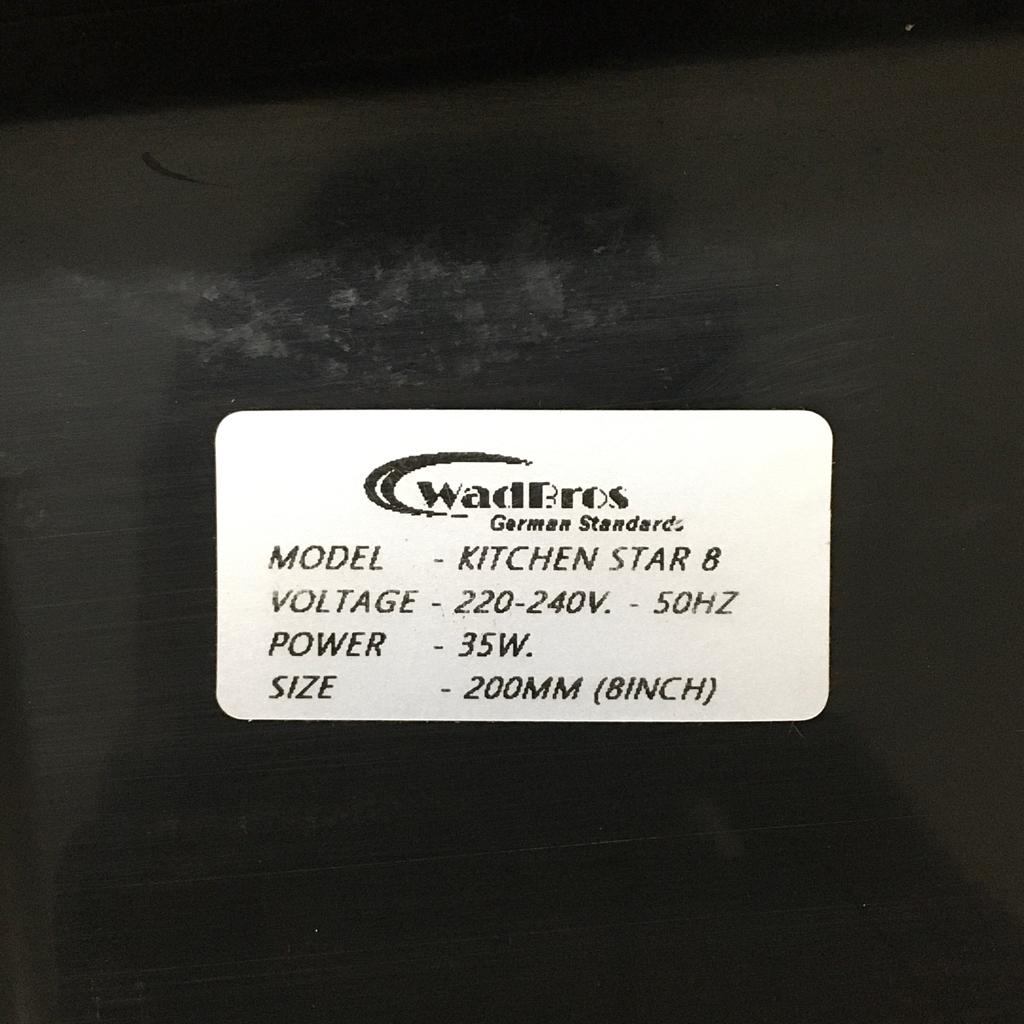 WadBros
German Standards
MODEL - KITCHEN STAR 8
VOLTAGE - 220-240V. - 50HZ
POWER - 35W.
SIZE - 200MM (8INCH)